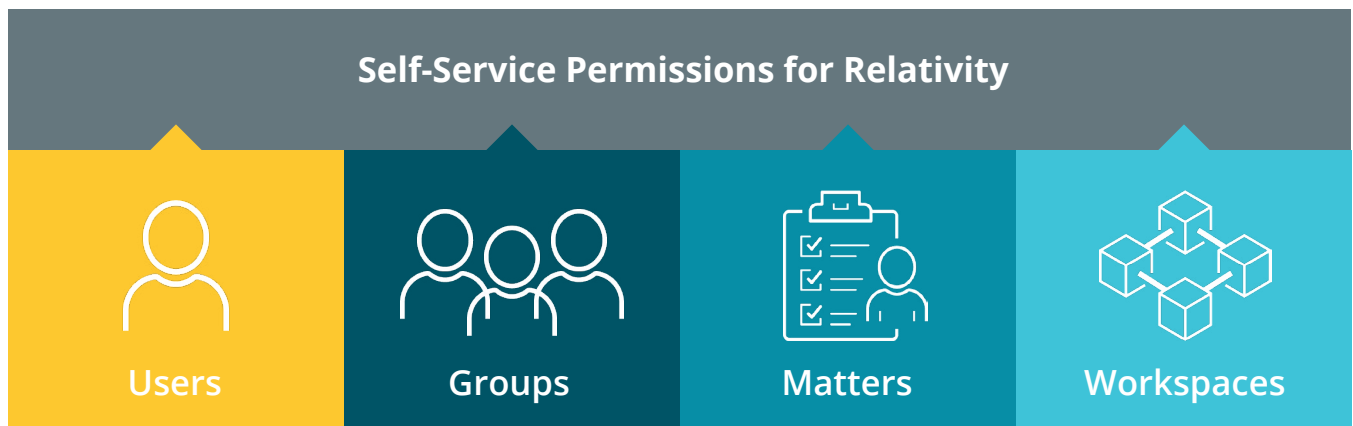 Self-Service Permissions for Relativity
Users
Groups
Matters
Workspaces